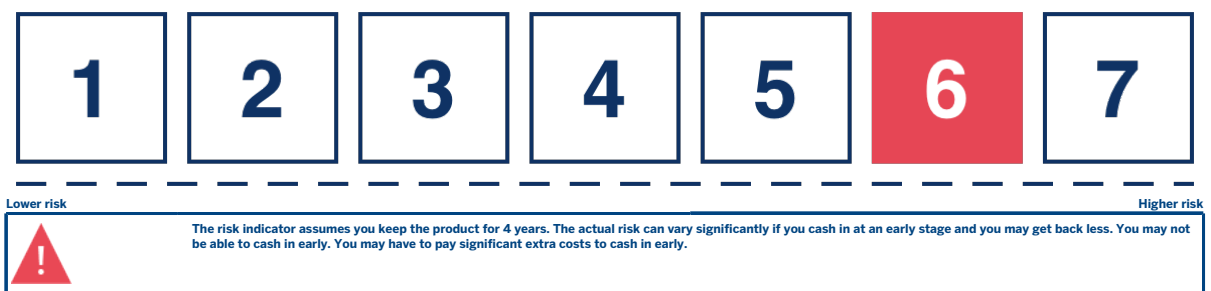 1 2 3 4 5 6 7
Lower risk Higher risk
!
The risk indicator assumes you keep the product for 4 years. The actual risk can vary significantly if you cash in at an early stage and you may get back less. You may not
be able to cash in early. You may have to pay significant extra costs to cash in early.